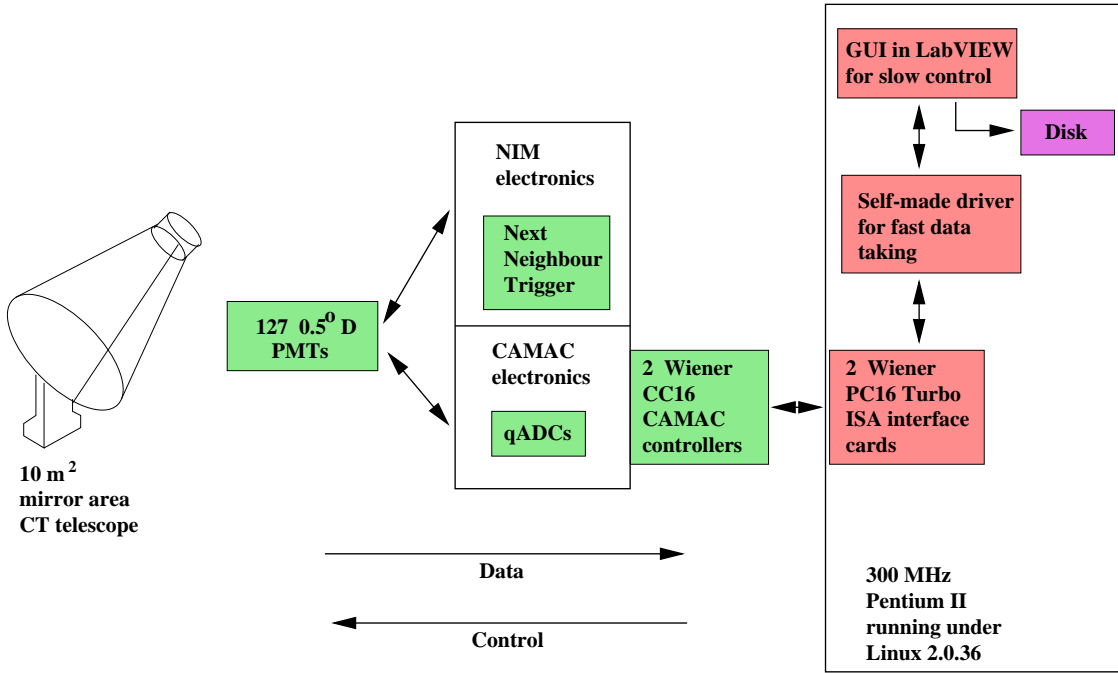 10 m 2
mirror area
CT telescope
127 0.5o D
PMTs
NIM
electronics
Next
Neighbour
Trigger
CAMAC
electronics
qADCs
2 Wiener
CC16
CAMAC
controllers
Data
Control
GUI in LabVIEW
for slow control
Disk
Self-made driver
for fast data
taking
2 Wiener
PC16 Turbo
ISA interface
cards
300 MHz
Pentium II
running under
Linux 2.0.36